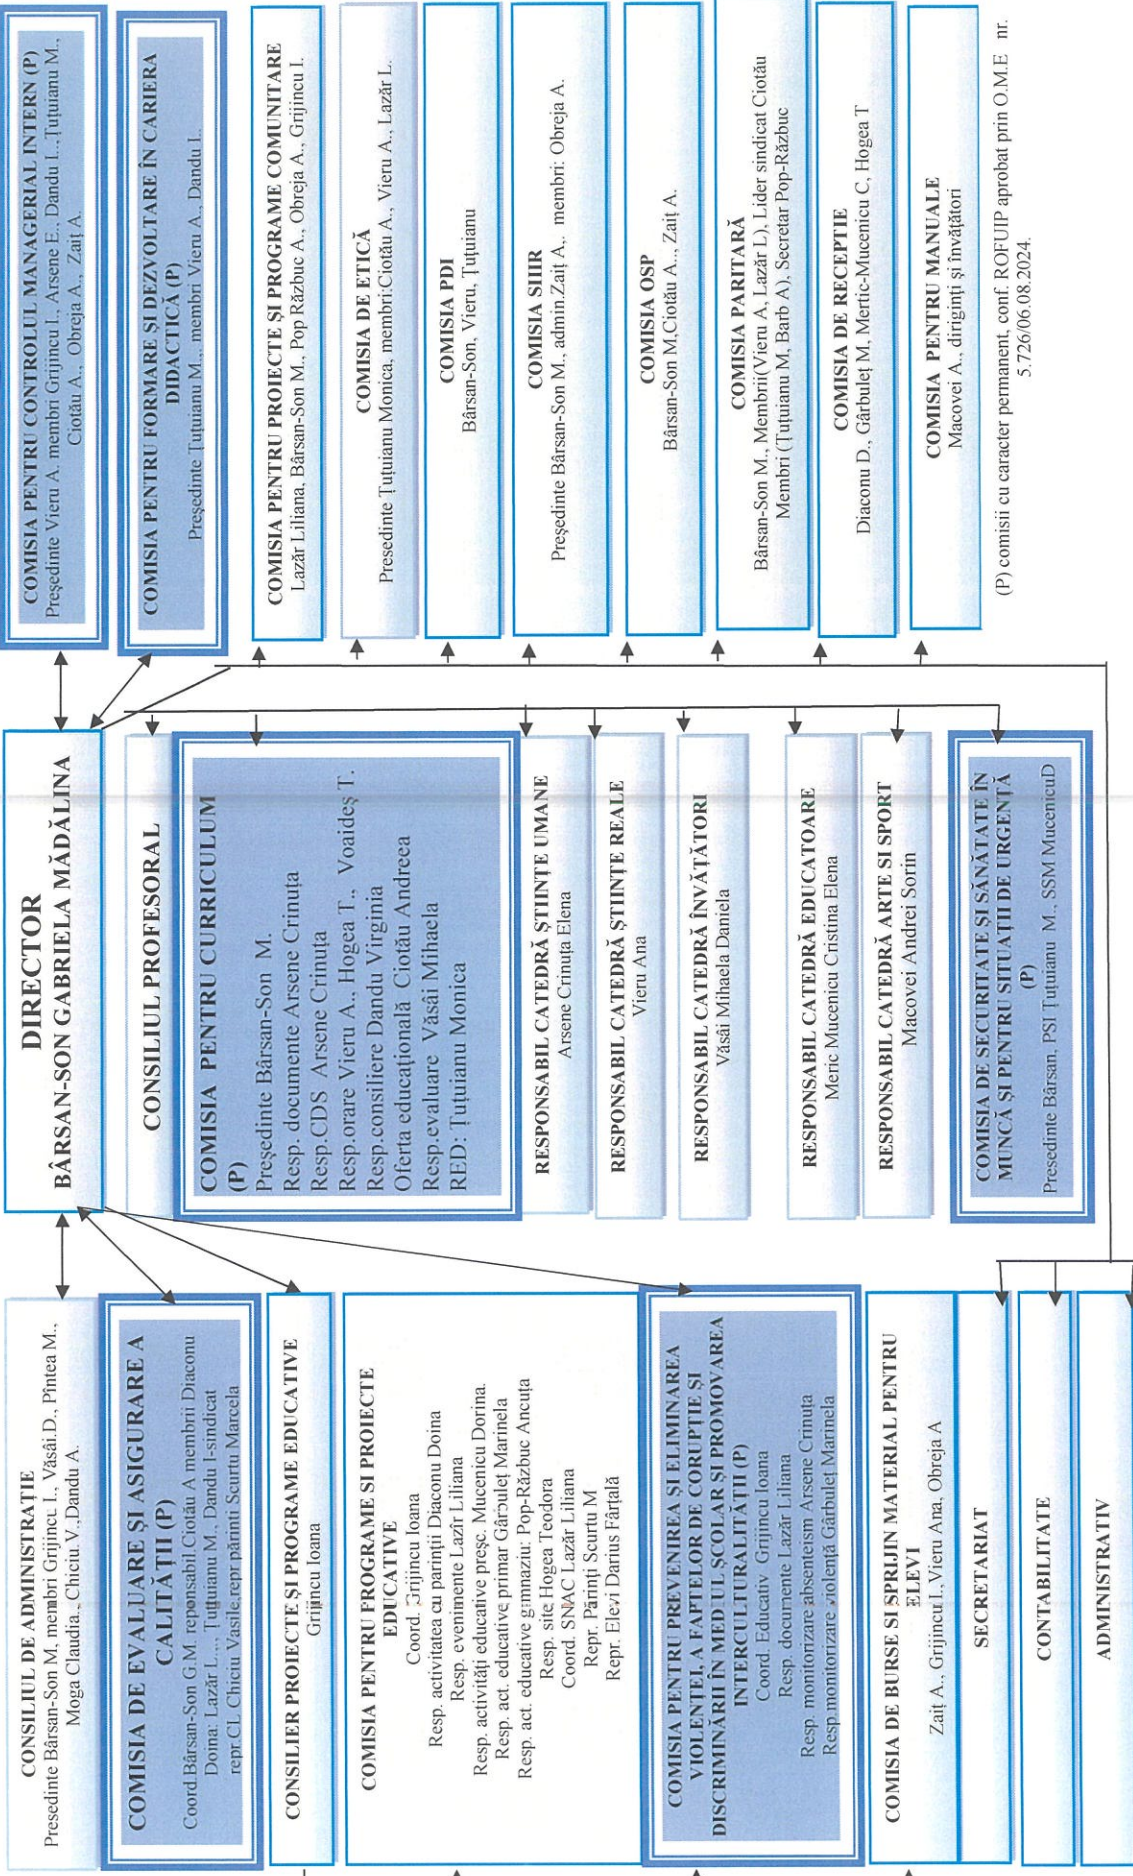 DIRECTOR
BÂRSAN-SON GABRIELA MĂDĂLINA
CONSILIUL DE ADMINISTRATIE
Presedinte Bârsan-Son M, membri Grijincu I., Văsâi.D., Pintea M.,
Moga Claudia., Chiciu V.,Dandu A.
COMISIA DE EVALUARE ȘI ASIGURARE A
CALITĂȚII (P)
Coord.Bârsan-Son G.M. reponsabil Ciotău A membrii Diaconu
Doina: Lazăr L..., Țuțuianu M., Dandu I-sindicat
repr.CL Chiciu Vasile,repr părinti Scurtu Marcela
CONSILIER PROIECTE ȘI PROGRAME EDUCATIVE
Grijincu Ioana
COMISIA PENTRU PROGRAME SI PROIECTE
EDUCATIVE
Coord. Grijincu Ioana
Resp. activitatea cu parinții Diaconu Doina
Resp. evenimente Lazîr Liliana
Resp. activități educative preșc. Mucenicu Dorina.
Resp. act. educative primar Gârbuleț Marinela
Resp. act. educative gimnaziu: Pop-Răzbuc Ancuța
Resp. site Hogea Teodora
Coord. SNAC Lazăr Liliana
Repr. Părinți Scurtu M
Repr. Elevi Darius Fârțală
COMISIA PENTRU PREVENIREA ȘI ELIMINAREA
VIOLENȚEI, A FAPTELOR DE CORUPȚIE ȘI
DISCRIMINĂRII ÎN MEDIUL ȘCOLAR ȘI PROMOVAREA
INTERCULTURALITĂȚII (P)
Coord. Educativ Grijincu Ioana
Resp. documente Lazăr Liliana
Resp. monitorizare absenteism Arsene Crinuța
Resp.monitorizare violență Gârbuleț Marinela
COMISIA DE BURSE SI SPRIJIN MATERIAL PENTRU
ELEVI
Zaiț A., Grijincu I.,Vieru Ana, Obreja A
SECRETARIAT
CONTABILITATE
ADMINISTRATIV
CONSILIUL PROFESORAL
COMISIA PENTRU CURRICULUM
(P)
Președinte Bârsan-Son M.
Resp. documente Arsene Crinuța
Resp.CDS Arsene Crinuța
Resp.orare Vieru A., Hogea T., Voaideș T.
Resp.consiliere Dandu Virginia
Oferta educațională Ciotău Andreea
Resp.evaluare Văsâi Mihaela
RED: Țuțuianu Monica
RESPONSABIL CATEDRĂ ȘTIINȚE UMANE
Arsene Crinuța Elena
RESPONSABIL CATEDRĂ ȘTIINȚE REALE
Vieru Ana
RESPONSABIL CATEDRĂ ÎNVĂȚĂTORI
Văsâi Mihaela Daniela
RESPONSABIL CATEDRĂ EDUCATOARE
Meric Mucenicu Cristina Elena
RESPONSABIL CATEDRĂ ARTE SI SPORT
Macovei Andrei Sorin
COMISIA DE SECURITATE ȘI SĂNĂTATE ÎN
MUNCĂ ȘI PENTRU SITUAȚII DE URGENȚĂ
(P)
Presedinte Bârsan, PSI Țuțuianu M., SSM MucenicuD
COMISIA PENTRU CONTROLUL MANAGERIAL INTERN (P)
Președinte Vieru A. membri Grijincu I., Arsene E., Dandu I.,Țuțuianu M.,
Ciotău A., Obreja A., Zaiț A.
COMISIA PENTRU FORMARE ȘI DEZVOLTARE ÎN CARIERA
DIDACTICĂ (P)
Președinte Țuțuianu M., membri Vieru A., Dandu I..
COMISIA PENTRU PROIECTE ȘI PROGRAME COMUNITARE
Lazăr Liliana, Bârsan-Son M., Pop Răzbuc A., Obreja A., Grijincu I.
COMISIA DE ETICĂ
Presedinte Țuțuianu Monica, membri:Ciotău A., Vieru A., Lazăr L.
COMISIA PDI
Bârsan-Son, Vieru, Țuțuianu
COMISIA SIIIR
Președinte Bârsan-Son M., admin.Zaiț A., membri: Obreja A.
COMISIA OSP
Bârsan-Son M,Ciotău A.., Zaiț A.
COMISIA PARITARĂ
Bârsan-Son M., Membrii(Vieru A, Lazăr L), Lider sindicat Ciotău
Membri (Țuțuianu M, Barb A), Secretar Pop-Răzbuc
COMISIA DE RECEPTIE
Diaconu D., Gârbuleț M, Mertic-Mucenicu C, Hogea T
COMISIA PENTRU MANUALE
Macovei A., diriginți și învățători
(P) comisii cu caracter permanent, conf. ROFUIP aprobat prin O.M.E nr.
5.726/06.08.2024.